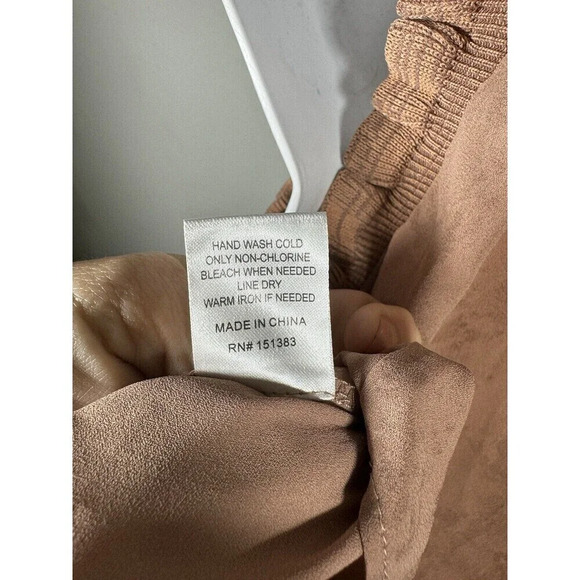 HAND WASH COLD
ONLY NON-CHLORINE
BLEACH WHEN NEEDED
LINE DRY
WARM IRON IF NEEDED
MADE IN CHINA
RN# 151383